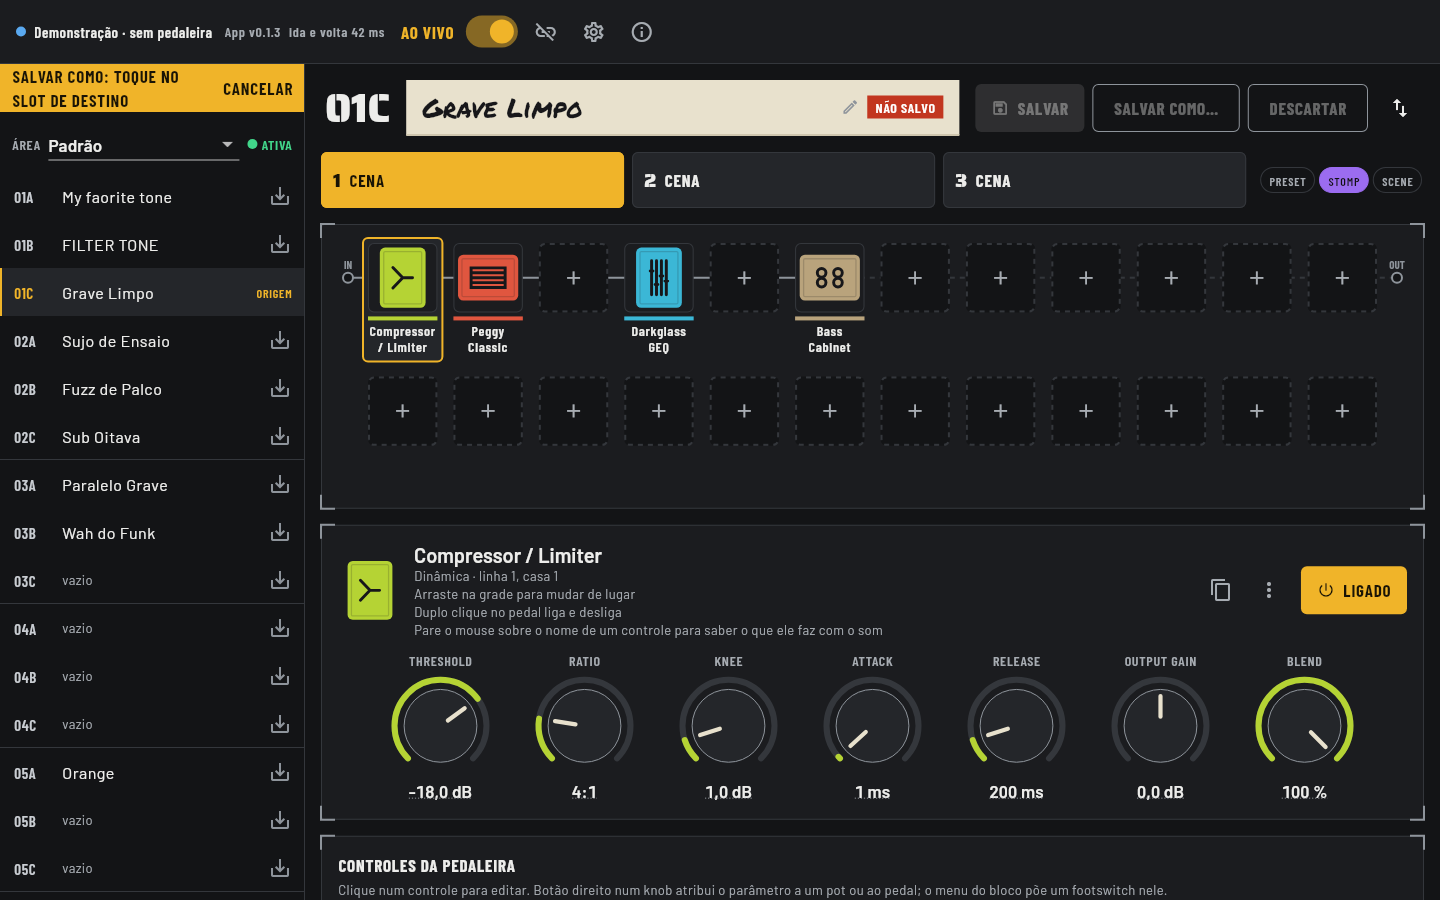 Demonstração · sem pedaleira App v0.1.3 Ida e volta 42 ms AO VIVO
SALVAR COMO: TOQUE NO
SLOT DE DESTINO
CANCELAR
ÁREA Padrão ATIVA
01A My faorite tone
01B FILTER TONE
01C Grave Limpo ORIGEM
02A Sujo de Ensaio
02B Fuzz de Palco
02C Sub Oitava
03A Paralelo Grave
03B Wah do Funk
03C vazio
04A vazio
04B vazio
04C vazio
05A Orange
05B vazio
05C vazio
01C Grave Limpo NÃO SALVO SALVAR SALVAR COMO... DESCARTAR
1 CENA 2 CENA 3 CENA PRESET STOMP SCENE
IN OUT
88
Compressor
/ Limiter
Peggy
Classic
Darkglass
GEQ
Bass
Cabinet
Compressor / Limiter
Dinâmica · linha 1, casa 1
Arraste na grade para mudar de lugar
Duplo clique no pedal liga e desliga
Pare o mouse sobre o nome de um controle para saber o que ele faz com o som
LIGADO
THRESHOLD RATIO KNEE ATTACK RELEASE OUTPUT GAIN BLEND
-18,0 dB 4:1 1,0 dB 1 ms 200 ms 0,0 dB 100 %
CONTROLES DA PEDALEIRA
Clique num controle para editar. Botão direito num knob atribui o parâmetro a um pot ou ao pedal; o menu do bloco põe um footswitch nele.